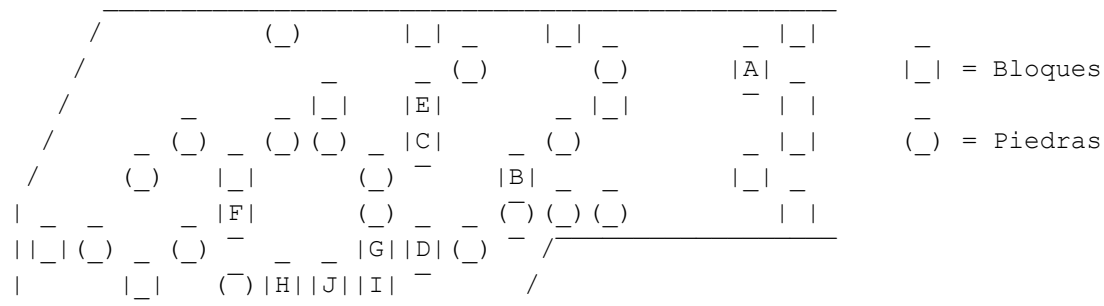 A = Bloques
E
C = Piedras
B
F
G D
H J I